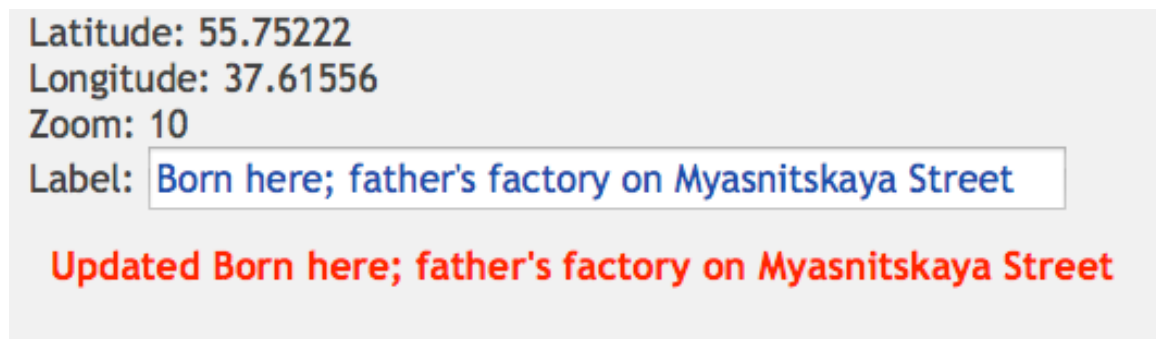 Latitude: 55.75222
Longitude: 37.61556
Zoom: 10
Label: Born here; father's factory on Myasnitskaya Street
Updated Born here; father's factory on Myasnitskaya Street